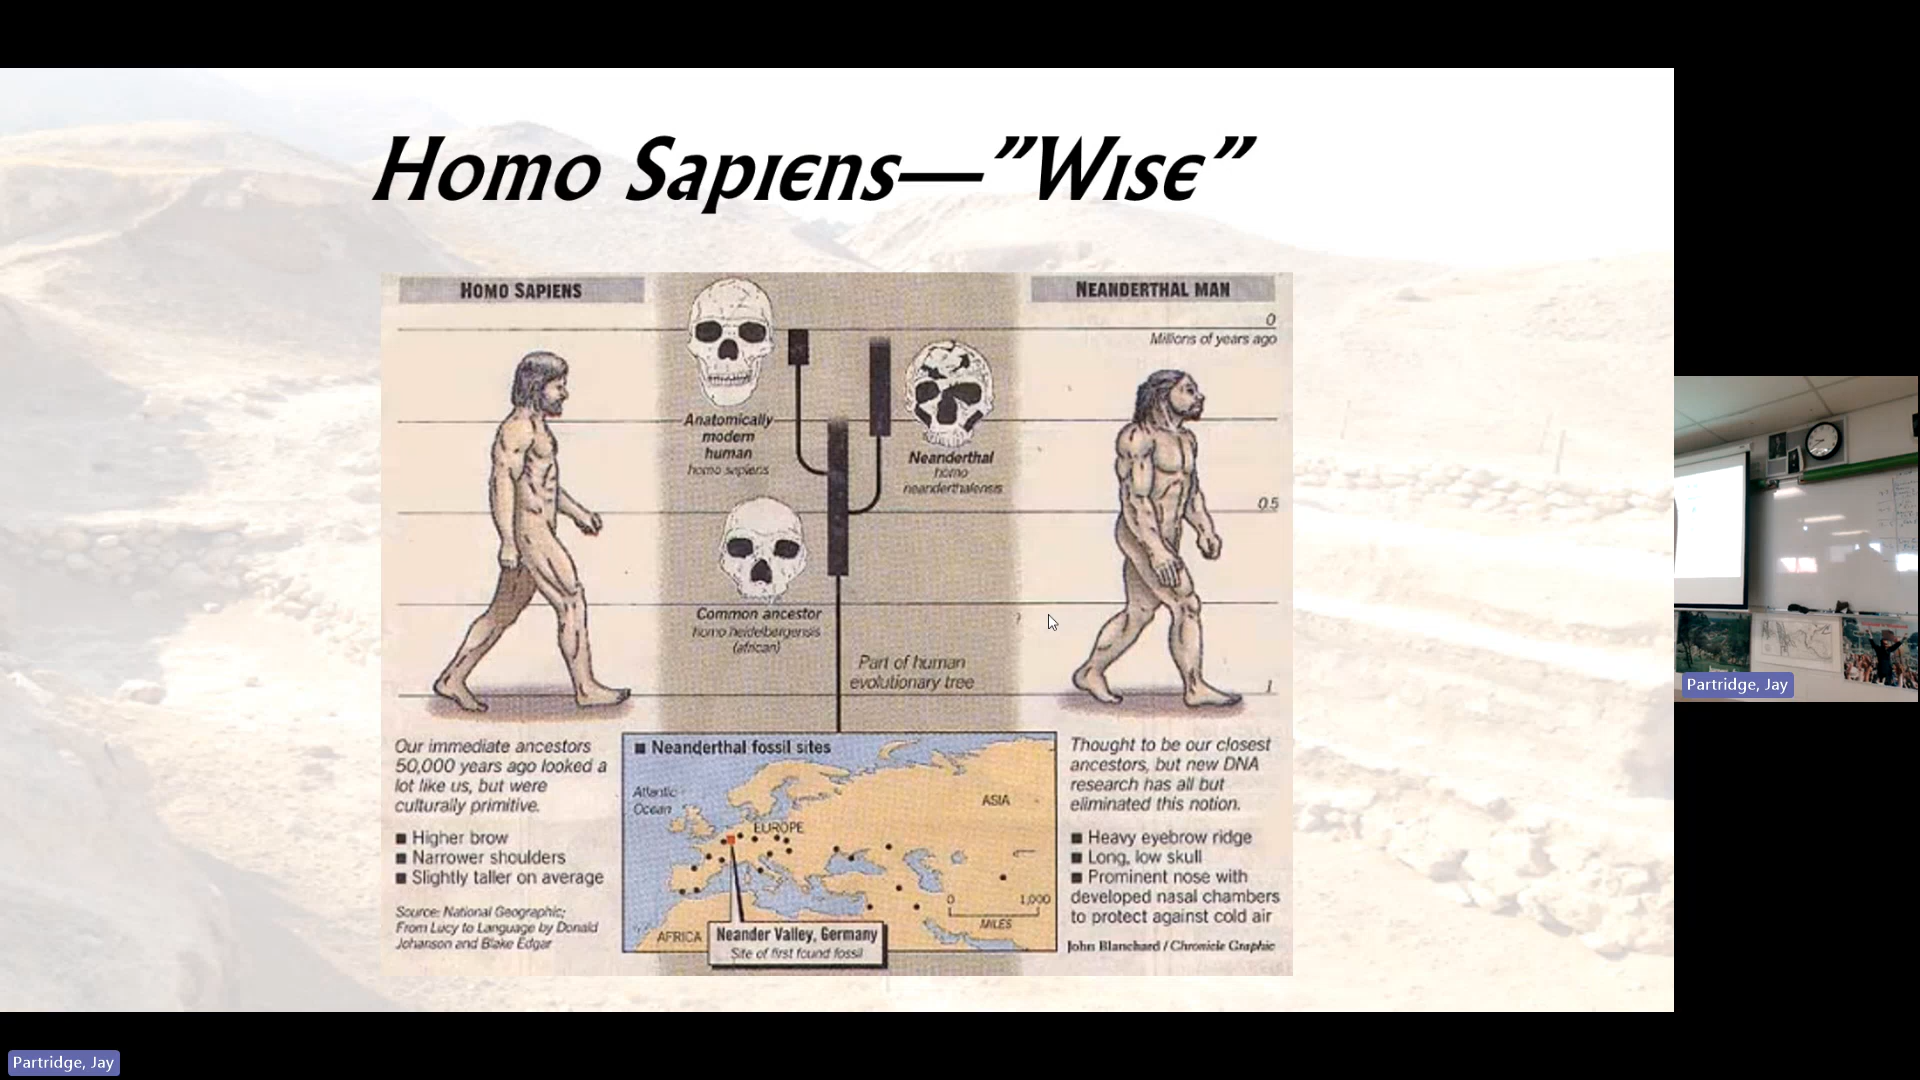 Homo Sapiens—”Wise”
HOMO SAPIENS
NEANDERTHAL MAN
0
Millions of years ago
Anatomically
modern
human
homo sapiens
Neanderthal
homo
neanderthalensis
0.5
Common ancestor
homo heidelbergensis
(african)
Part of human
evolutionary tree
1
Our immediate ancestors
50,000 years ago looked a
lot like us, but were
culturally primitive.
■ Higher brow
■ Narrower shoulders
■ Slightly taller on average
Source: National Geographic;
From Lucy to Language by Donald
Johanson and Blake Edgar
■ Neanderthal fossil sites
Atlantic
Ocean
EUROPE
ASIA
AFRICA
0 1,000
MILES
Neander Valley, Germany
Site of first found fossil
Thought to be our closest
ancestors, but new DNA
research has all but
eliminated this notion.
■ Heavy eyebrow ridge
■ Long, low skull
■ Prominent nose with
developed nasal chambers
to protect against cold air
John Blanchard / Chronicle Graphic
Partridge, Jay
Partridge, Jay